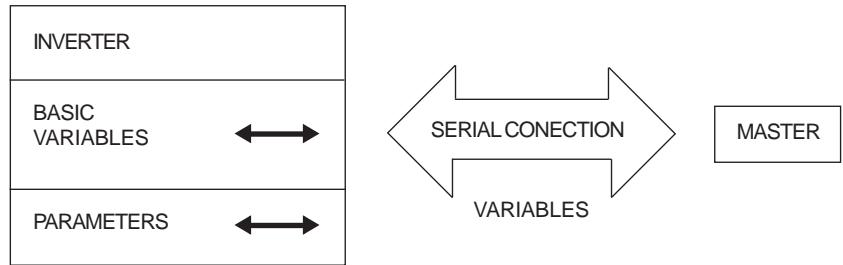 INVERTER
BASIC
VARIABLES
PARAMETERS
SERIAL CONECTION
VARIABLES
MASTER